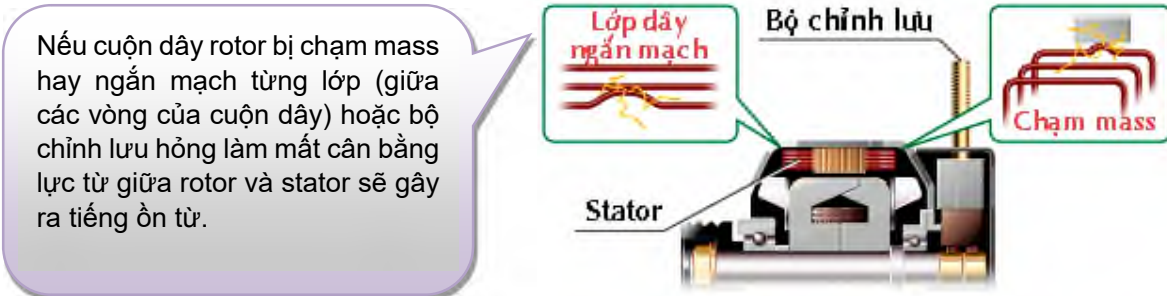 Nếu cuộn dây rotor bị chạm mass
hay ngắn mạch từng lớp (giữa
các vòng của cuộn dây) hoặc bộ
chỉnh lưu hỏng làm mất cân bằng
lực từ giữa rotor và stator sẽ gây
ra tiếng ồn từ.
Lớp dây
ngắn mạch
Bộ chỉnh lưu
Chạm mass
Stator